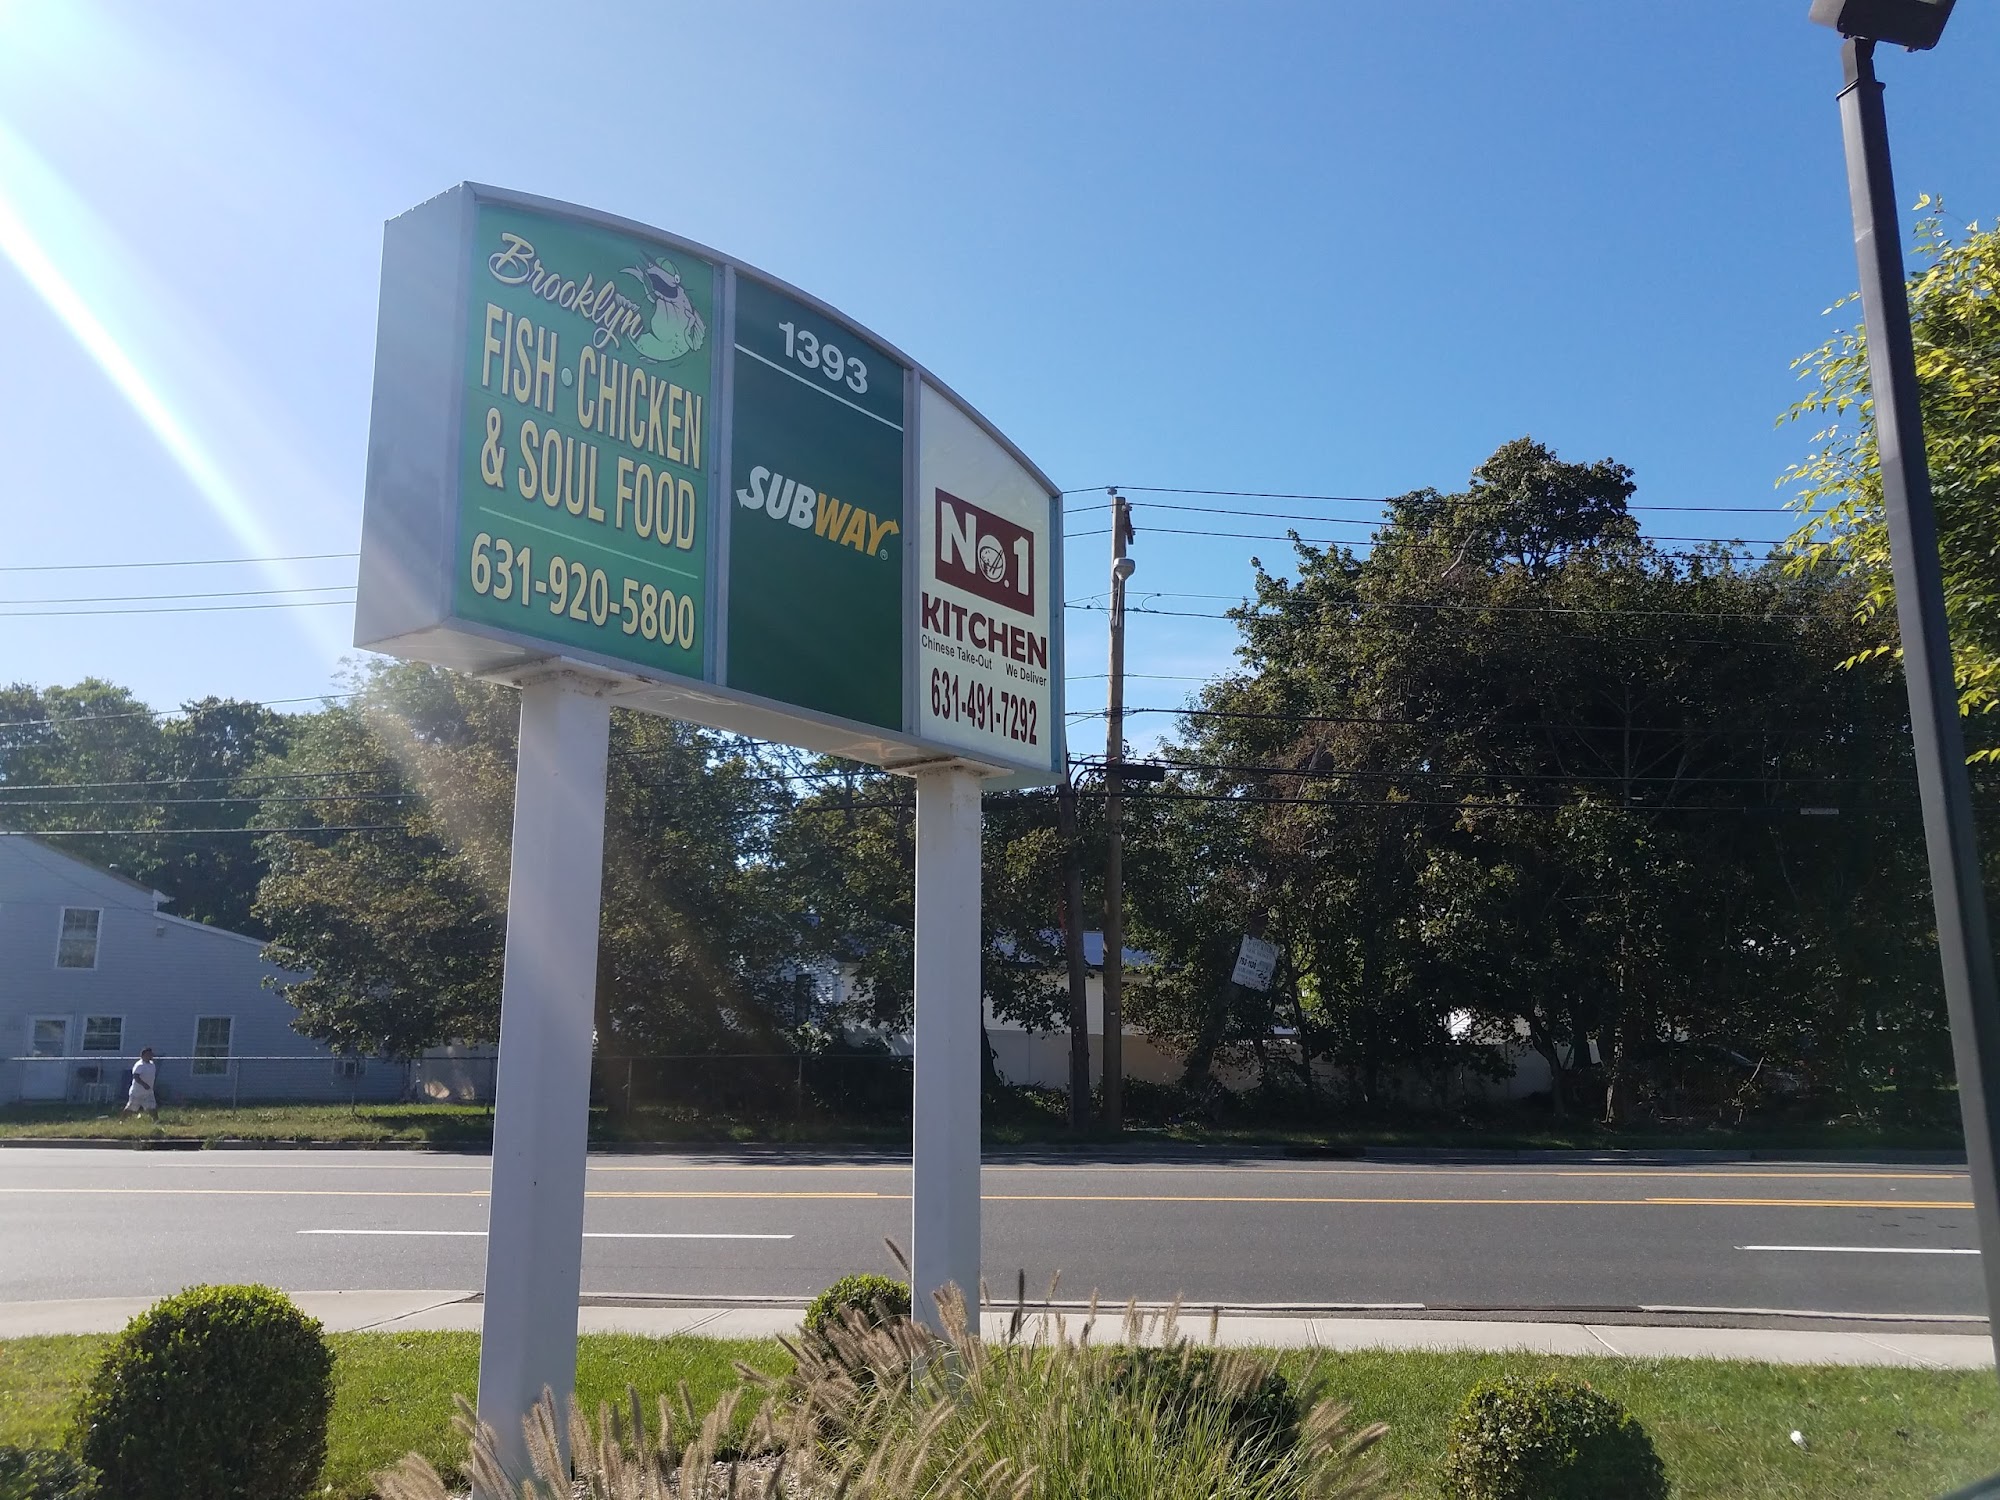 Brooklyn
FISH · CHICKEN
& SOUL FOOD
631-920-5800
1393
SUBWAY®
No.1
KITCHEN
Chinese Take-Out We Deliver
631-491-7292